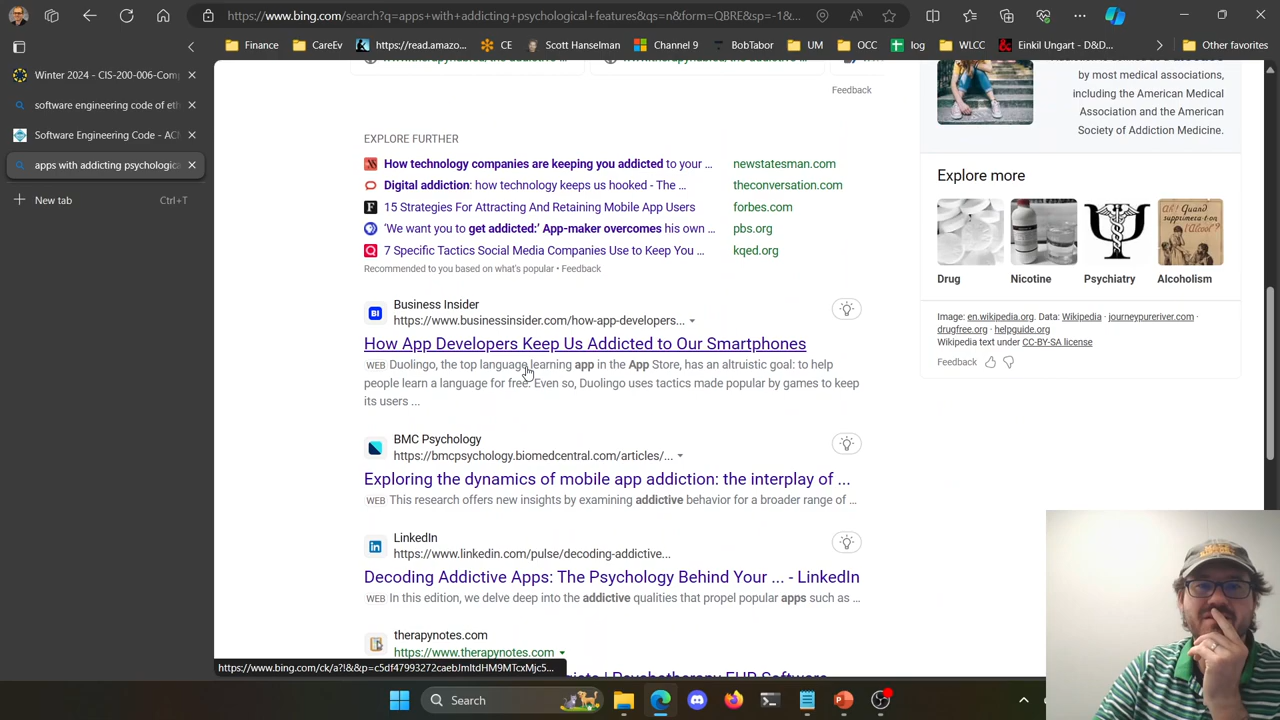 https://www.bing.com/search?q=apps+with+addicting+psychological+features&qs=n&form=QBRE&sp=-1&...
Finance
CareEv
https://read.amazo...
CE
Scott Hanselman
Channel 9
BobTabor
UM
OCC
log
WLCC
Einkil Ungart - D&D...
Other favorites
Winter 2024 - CIS-200-006-Com
software engineering code of eth
Software Engineering Code - ACM
apps with addicting psychologica
New tab
Ctrl+T
Feedback
EXPLORE FURTHER
How technology companies are keeping you addicted to your ...
newstatesman.com
Digital addiction: how technology keeps us hooked - The ...
theconversation.com
15 Strategies For Attracting And Retaining Mobile App Users
forbes.com
‘We want you to get addicted:’ App-maker overcomes his own ...
pbs.org
7 Specific Tactics Social Media Companies Use to Keep You ...
kqed.org
Recommended to you based on what's popular • Feedback
Business Insider
https://www.businessinsider.com/how-app-developers...
How App Developers Keep Us Addicted to Our Smartphones
WEB Duolingo, the top language learning app in the App Store, has an altruistic goal: to help
people learn a language for free. Even so, Duolingo uses tactics made popular by games to keep
its users ...
BMC Psychology
https://bmcpsychology.biomedcentral.com/articles/...
Exploring the dynamics of mobile app addiction: the interplay of ...
WEB This research offers new insights by examining addictive behavior for a broader range of ...
LinkedIn
https://www.linkedin.com/pulse/decoding-addictive...
Decoding Addictive Apps: The Psychology Behind Your ... - LinkedIn
WEB In this edition, we delve deep into the addictive qualities that propel popular apps such as ...
therapynotes.com
https://www.therapynotes.com
by most medical associations,
including the American Medical
Association and the American
Society of Addiction Medicine.
Explore more
Drug
Nicotine
Psychiatry
Alcoholism
Image: en.wikipedia.org. Data: Wikipedia · journeypureriver.com ·
drugfree.org · helpguide.org
Wikipedia text under CC-BY-SA license
Feedback
https://www.bing.com/ck/a?!&&p=c5df47993272caebJmltdHM9MTcxMjc5...
Search